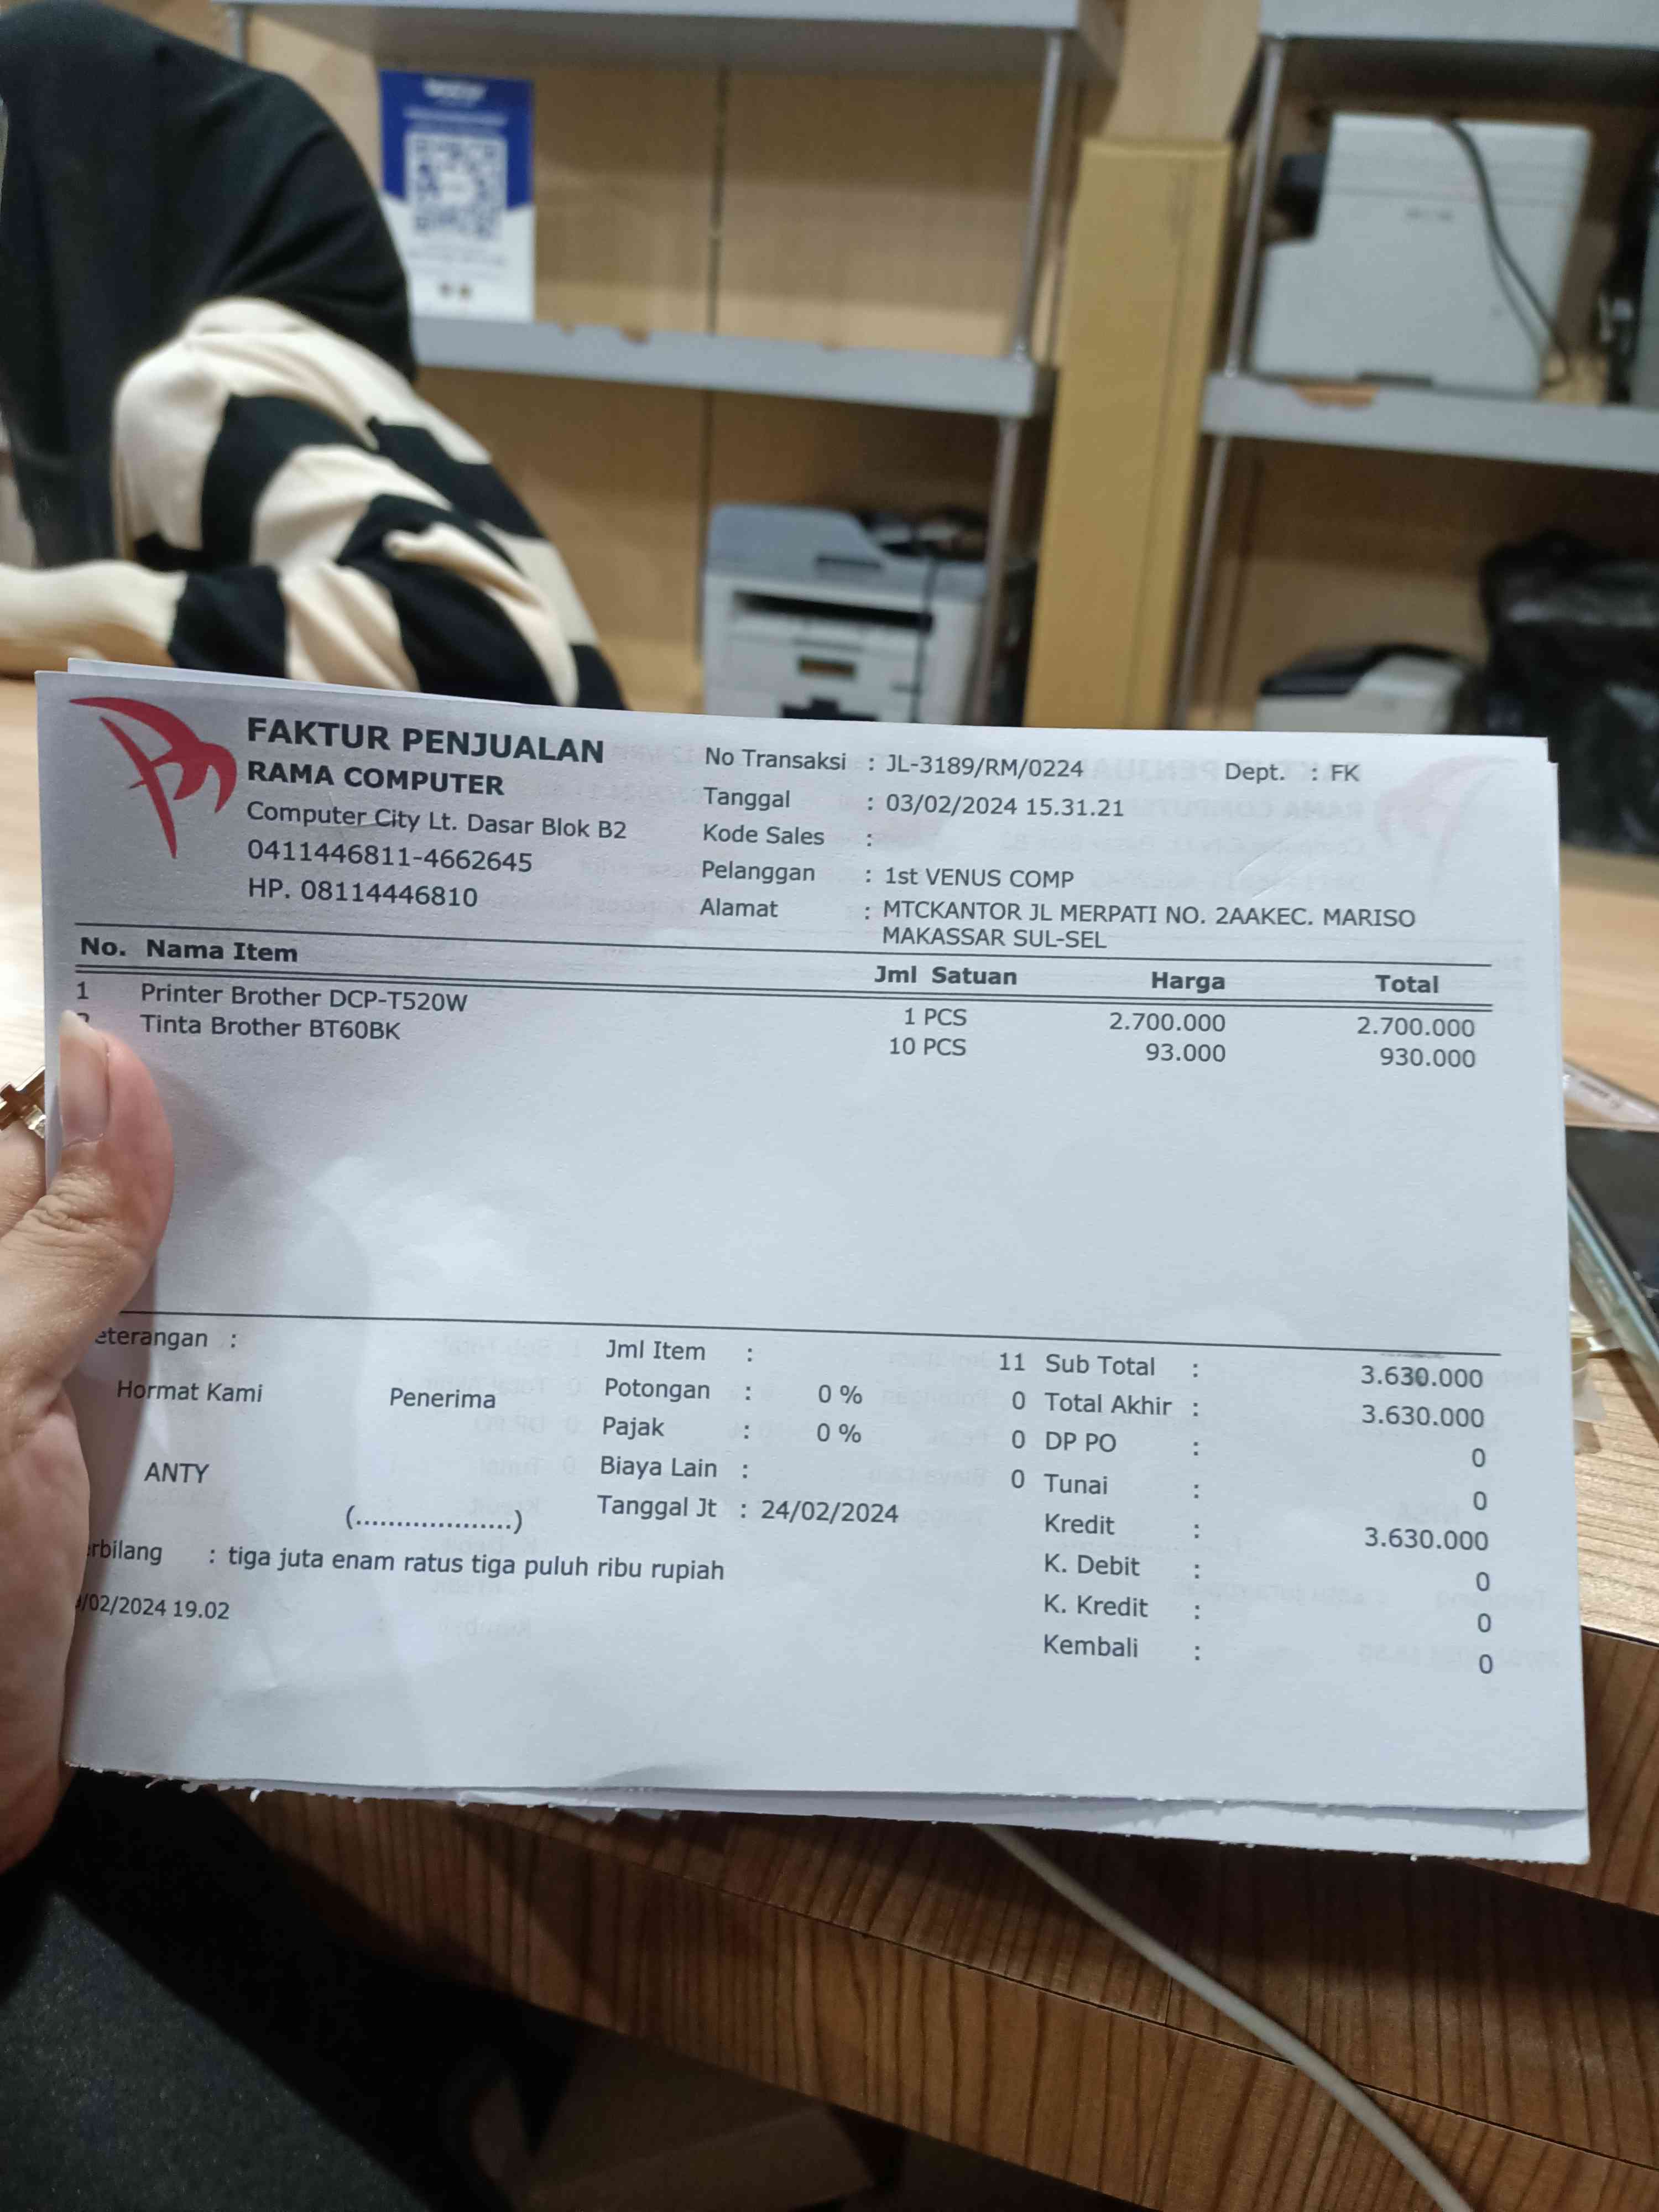 FAKTUR PENJUALAN
RAMA COMPUTER
Computer City Lt. Dasar Blok B2
0411446811-4662645
HP. 08114446810
No Transaksi : JL-3189/RM/0224 Dept. : FK
Tanggal : 03/02/2024 15.31.21
Kode Sales :
Pelanggan : 1st VENUS COMP
Alamat : MTCKANTOR JL MERPATI NO. 2AAKEC. MARISO
MAKASSAR SUL-SEL
No. Nama Item Jml Satuan Harga Total
1 Printer Brother DCP-T520W 1 PCS 2.700.000 2.700.000
Tinta Brother BT60BK 10 PCS 93.000 930.000
eterangan :
Hormat Kami Penerima
ANTY
(...................)
Jml Item : 11
Potongan : 0 % 0
Pajak : 0 % 0
Biaya Lain : 0
Tanggal Jt : 24/02/2024
Sub Total : 3.630.000
Total Akhir : 3.630.000
DP PO : 0
Tunai : 0
Kredit : 3.630.000
K. Debit : 0
K. Kredit : 0
Kembali : 0
rbilang : tiga juta enam ratus tiga puluh ribu rupiah
/02/2024 19.02